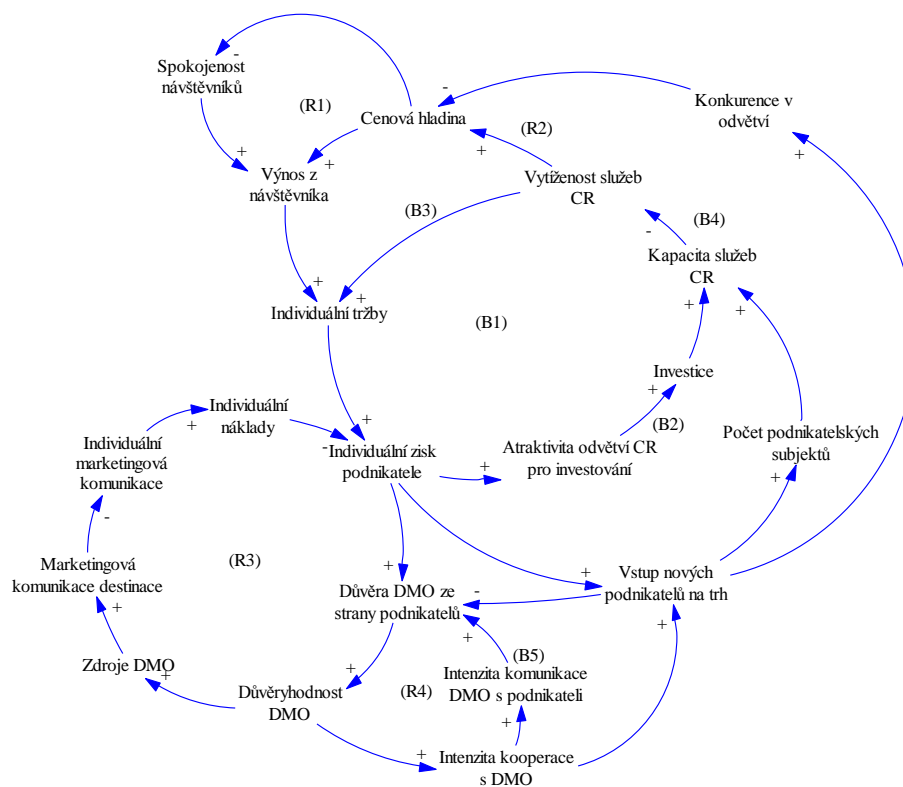 Spokojenost
návštěvníků
-
(R1)
Cenová hladina
-
Konkurence v
odvětví
(R2)
+
+
+
+
Výnos z
návštěvníka
Vytíženost služeb
CR
(B3)
(B4)
-
Kapacita služeb
CR
+
+
Individuální tržby
(B1)
+
+
Investice
+
Individuální
náklady
+
Individuální
marketingová
komunikace
+
-
Individuální zisk
podnikatele
+
Atraktivita odvětví CR
pro investování
(B2)
Počet podnikatelských
subjektů
+
-
Marketingová
komunikace destinace
(R3)
+
Důvěra DMO ze
strany podnikatelů
-
+
Vstup nových
podnikatelů na trh
+
+
+
Zdroje DMO
+
+
(R4)
(B5)
Intenzita komunikace
DMO s podnikateli
Důvěryhodnost
DMO
+
+
Intenzita kooperace
s DMO